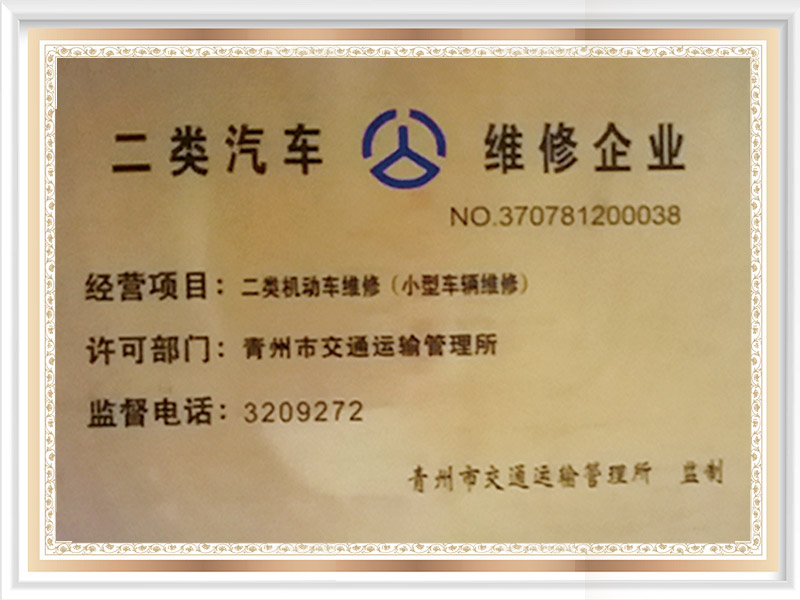 二类汽车 维修企业
NO.370781200038
经营项目：二类机动车维修（小型车辆维修）
许可部门：青州市交通运输管理所
监督电话：3209272
青州市交通运输管理所 监制